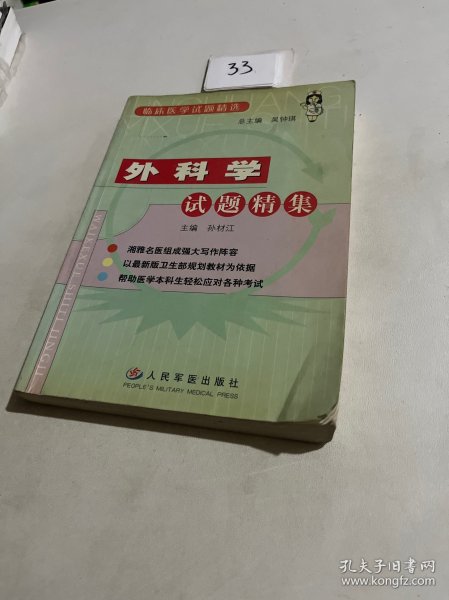 33
临床医学试题精选
总主编 吴钟琪
外科学
试题精集
主编 孙材江
湘雅名医组成强大写作阵容
以最新版卫生部规划教材为依据
帮助医学本科生轻松应对各种考试
人民军医出版社
PEOPLE'S MILITARY MEDICAL PRESS
孔夫子旧书网
www.kongfz.com